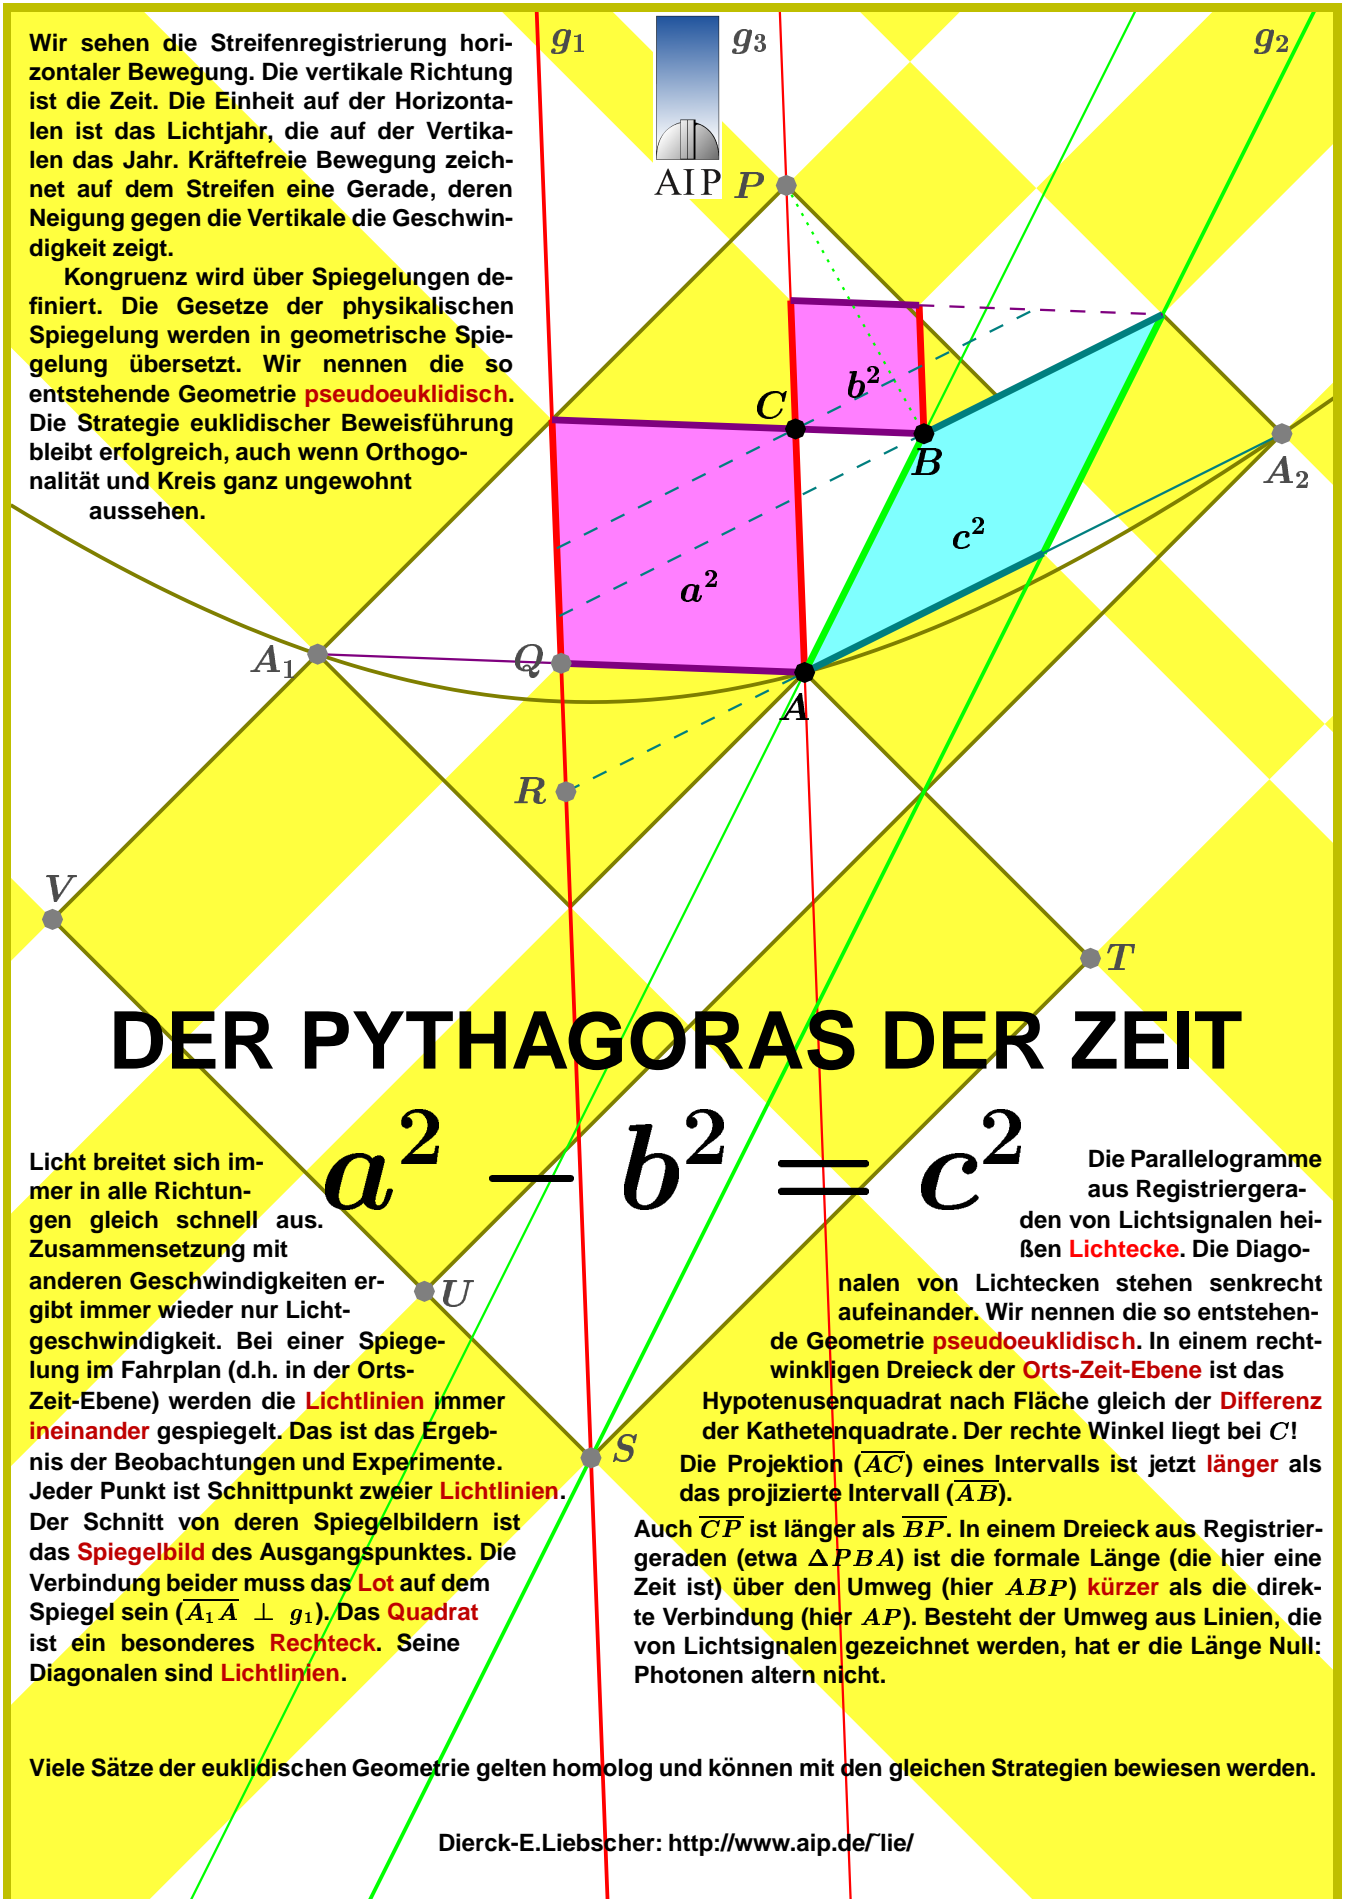 Wir sehen die Streifenregistrierung hori-
zontaler Bewegung. Die vertikale Richtung
ist die Zeit. Die Einheit auf der Horizonta-
len ist das Lichtjahr, die auf der Vertika-
len das Jahr. Kräftefreie Bewegung zeich-
net auf dem Streifen eine Gerade, deren
Neigung gegen die Vertikale die Geschwin-
digkeit zeigt.
Kongruenz wird über Spiegelungen de-
finiert. Die Gesetze der physikalischen
Spiegelung werden in geometrische Spie-
gelung übersetzt. Wir nennen die so
entstehende Geometrie pseudoeuklidisch.
Die Strategie euklidischer Beweisführung
bleibt erfolgreich, auch wenn Orthogo-
nalität und Kreis ganz ungewohnt
aussehen.
g₁
g₃
g₂
AIP
P
b²
C
B
A₂
c²
a²
A₁
Q
A
R
V
T
DER PYTHAGORAS DER ZEIT
a² − b² = c²
Licht breitet sich im-
mer in alle Richtun-
gen gleich schnell aus.
Zusammensetzung mit
anderen Geschwindigkeiten er-
gibt immer wieder nur Licht-
geschwindigkeit. Bei einer Spiege-
lung im Fahrplan (d.h. in der Orts-
Zeit-Ebene) werden die Lichtlinien immer
ineinander gespiegelt. Das ist das Ergeb-
nis der Beobachtungen und Experimente.
Jeder Punkt ist Schnittpunkt zweier Lichtlinien.
Der Schnitt von deren Spiegelbildern ist
das Spiegelbild des Ausgangspunktes. Die
Verbindung beider muss das Lot auf dem
Spiegel sein (A̅₁̅A̅ ⊥ g₁). Das Quadrat
ist ein besonderes Rechteck. Seine
Diagonalen sind Lichtlinien.
U
S
Die Parallelogramme
aus Registriergera-
den von Lichtsignalen hei-
ßen Lichtecke. Die Diago-
nalen von Lichtecken stehen senkrecht
aufeinander. Wir nennen die so entstehen-
de Geometrie pseudoeuklidisch. In einem recht-
winkligen Dreieck der Orts-Zeit-Ebene ist das
Hypotenusenquadrat nach Fläche gleich der Differenz
der Kathetenquadrate. Der rechte Winkel liegt bei C!
Die Projektion (A̅C̅) eines Intervalls ist jetzt länger als
das projizierte Intervall (A̅B̅).
Auch C̅P̅ ist länger als B̅P̅. In einem Dreieck aus Registrier-
geraden (etwa ΔPBA) ist die formale Länge (die hier eine
Zeit ist) über den Umweg (hier ABP) kürzer als die direk-
te Verbindung (hier AP). Besteht der Umweg aus Linien, die
von Lichtsignalen gezeichnet werden, hat er die Länge Null:
Photonen altern nicht.
Viele Sätze der euklidischen Geometrie gelten homolog und können mit den gleichen Strategien bewiesen werden.
Dierck-E.Liebscher: http://www.aip.de/~lie/